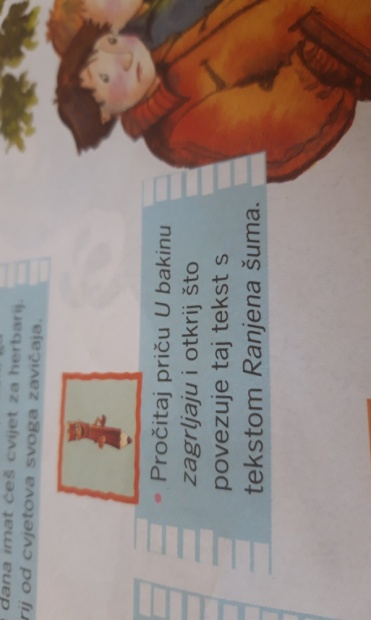 dana imat ćeš cvijet za herbarij.
rij od cvjetova svoga zavičaja.
• Pročitaj priču U bakinu
zagrljaju i otkrij što
povezuje taj tekst s
tekstom Ranjena šuma.